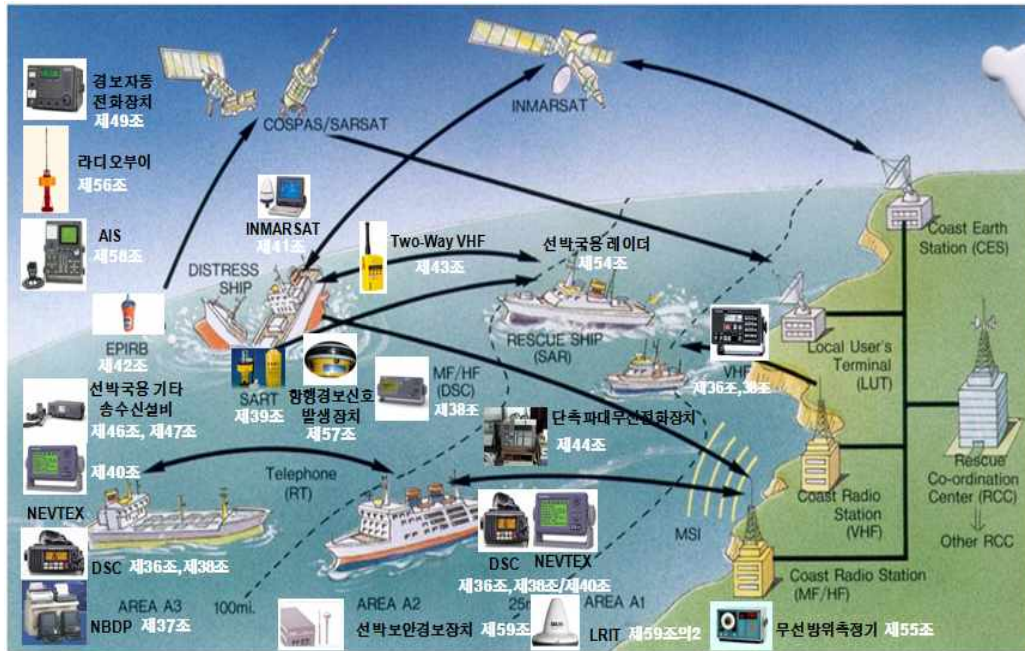 경보자동
전화장치
제49조
COSPAS/SARSAT
INMARSAT
라디오부이
제56조
AIS
제58조
INMARSAT
제41조
Two-Way VHF
제43조
선박국용 레이더
제54조
Coast Earth
Station (CES)
DISTRESS
SHIP
EPIRB
제42조
RESCUE SHIP
(SAR)
Local User's
Terminal
(LUT)
VHF
제36조, 38조
SART
제39조
항행경보신호
발생장치
제57조
MF/HF
(DSC)
제38조
선박국용 기타
송수신설비
제46조, 제47조
단측파대무선전화장치
제44조
제40조
NEVTEX
Telephone
(RT)
MSI
Coast Radio
Station
(VHF)
Rescue
Co-ordination
Center (RCC)
Other RCC
DSC 제36조,제38조
DSC
NEVTEX
제36조, 제38조/제40조
Coast Radio Station
(MF/HF)
NBDP 제37조
AREA A3
100mi.
AREA A2
AREA A1
선박보안경보장치 제59조
LRIT 제59조의2
무선방위측정기 제55조